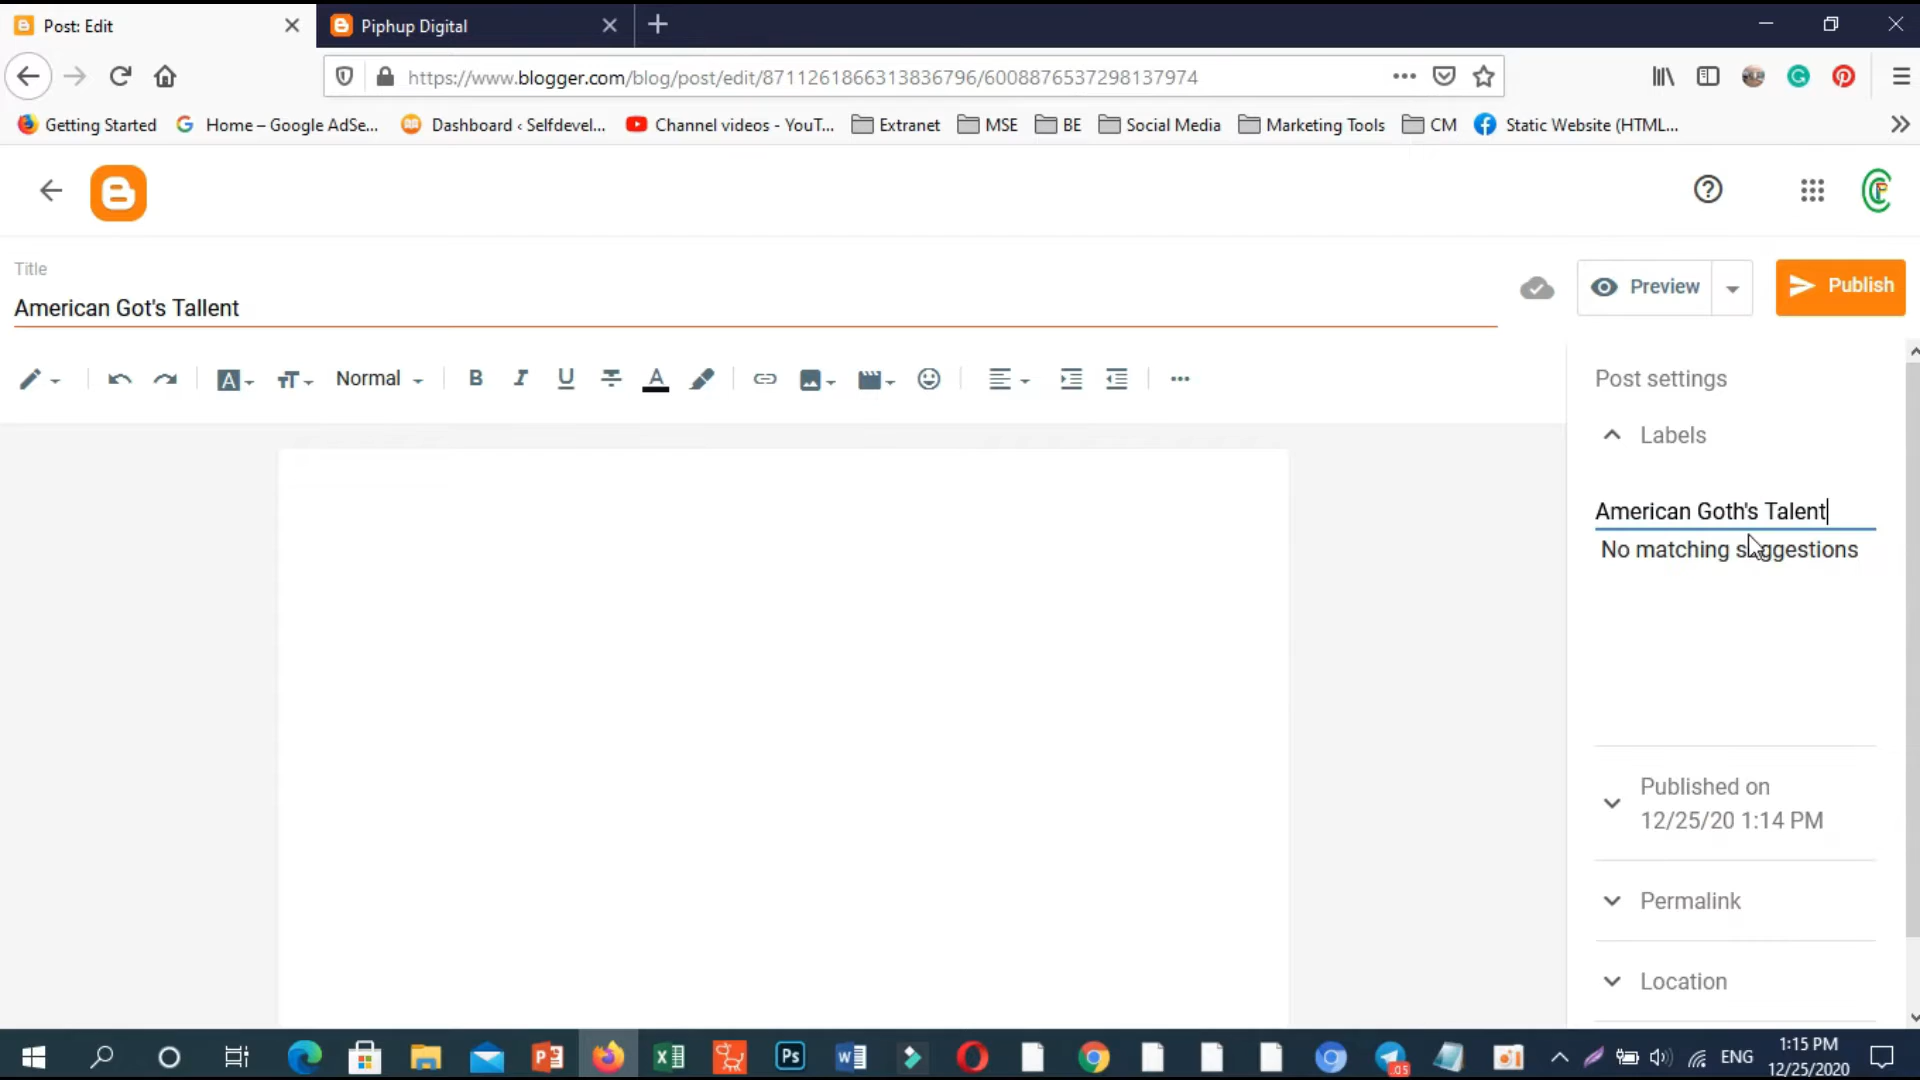 Post: Edit
Piphup Digital
https://www.blogger.com/blog/post/edit/8711261866313836796/6008876537298137974
Getting Started
Home – Google AdSe...
Dashboard ‹ Selfdevel...
Channel videos - YouT...
Extranet
MSE
BE
Social Media
Marketing Tools
CM
Static Website (HTML...
Title
American Got's Tallent
Preview
Publish
Normal
Post settings
Labels
American Goth's Talent
No matching suggestions
Published on
12/25/20 1:14 PM
Permalink
Location
ENG
1:15 PM
12/25/2020